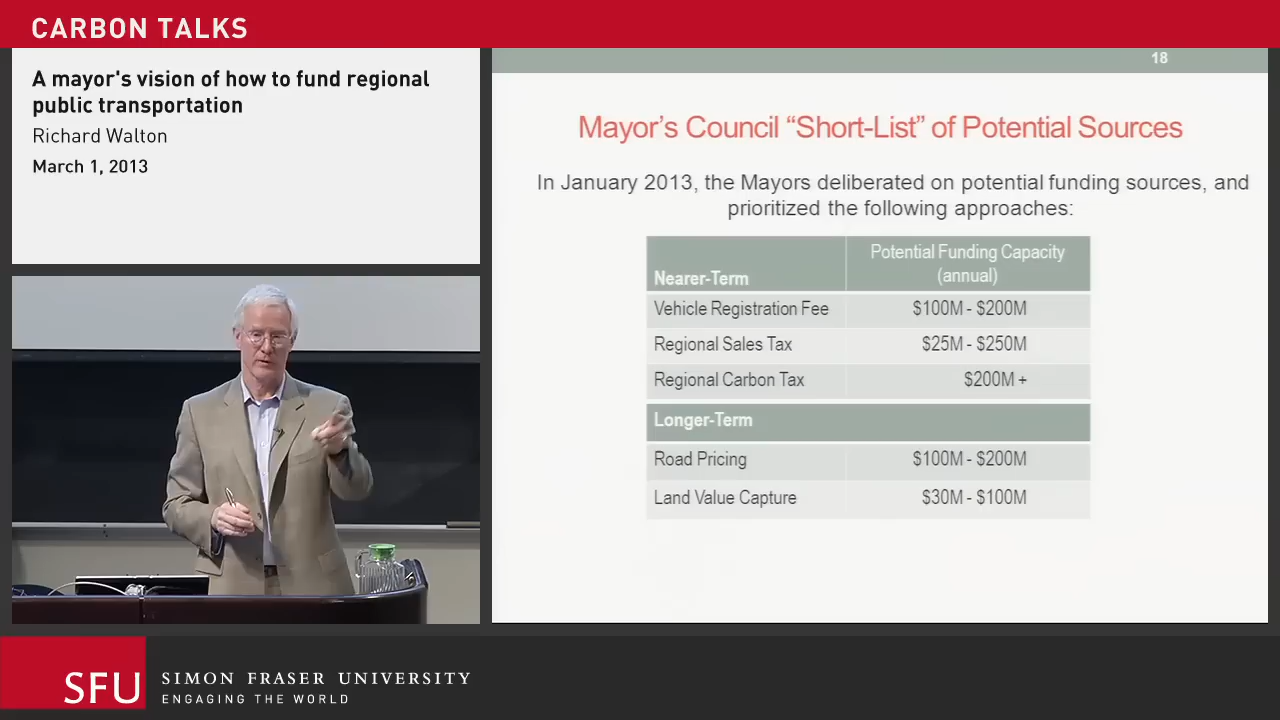 CARBON TALKS
A mayor's vision of how to fund regional
public transportation
Richard Walton
March 1, 2013
18
Mayor's Council “Short-List” of Potential Sources
In January 2013, the Mayors deliberated on potential funding sources, and
prioritized the following approaches:
Nearer-Term
Potential Funding Capacity
(annual)
Vehicle Registration Fee $100M - $200M
Regional Sales Tax $25M - $250M
Regional Carbon Tax $200M +
Longer-Term
Road Pricing $100M - $200M
Land Value Capture $30M - $100M
SFU
SIMON FRASER UNIVERSITY
ENGAGING THE WORLD